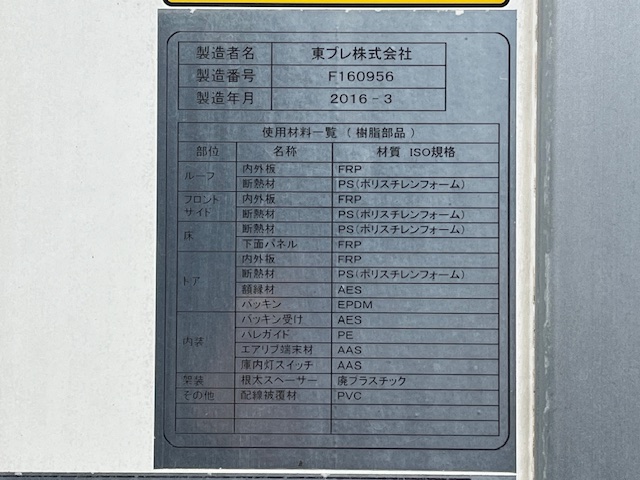 製造者名 東プレ株式会社
製造番号 F160956
製造年月 2016-3
使用材料一覧 (樹脂部品)
部位 名称 材質 ISO規格
ルーフ 内外板 FRP
断熱材 PS(ポリスチレンフォーム)
フロント サイド 内外板 FRP
断熱材 PS(ポリスチレンフォーム)
床 断熱材 PS(ポリスチレンフォーム)
下面パネル FRP
ドア 内外板 FRP
断熱材 PS(ポリスチレンフォーム)
額縁材 AES
パッキン EPDM
内装 パッキン受け AES
パレガイド PE
エアリブ端末材 AAS
庫内灯スイッチ AAS
架装 根太スペーサー 廃プラスチック
その他 配線被覆材 PVC